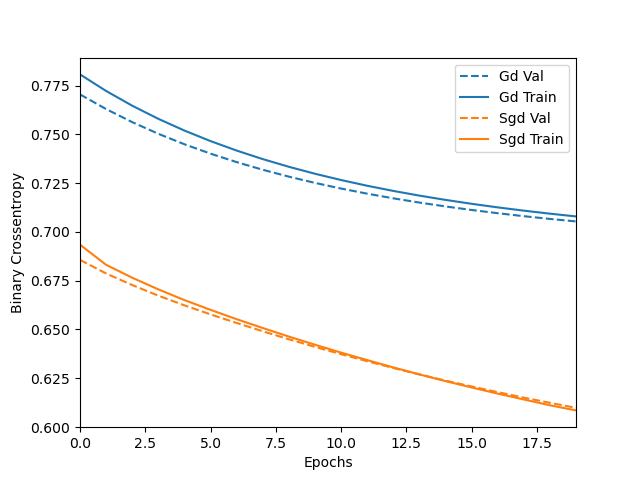 0.775
0.750
0.725
0.700
0.675
0.650
0.625
0.600
Binary Crossentropy
Gd Val
Gd Train
Sgd Val
Sgd Train
0.0 2.5 5.0 7.5 10.0 12.5 15.0 17.5
Epochs